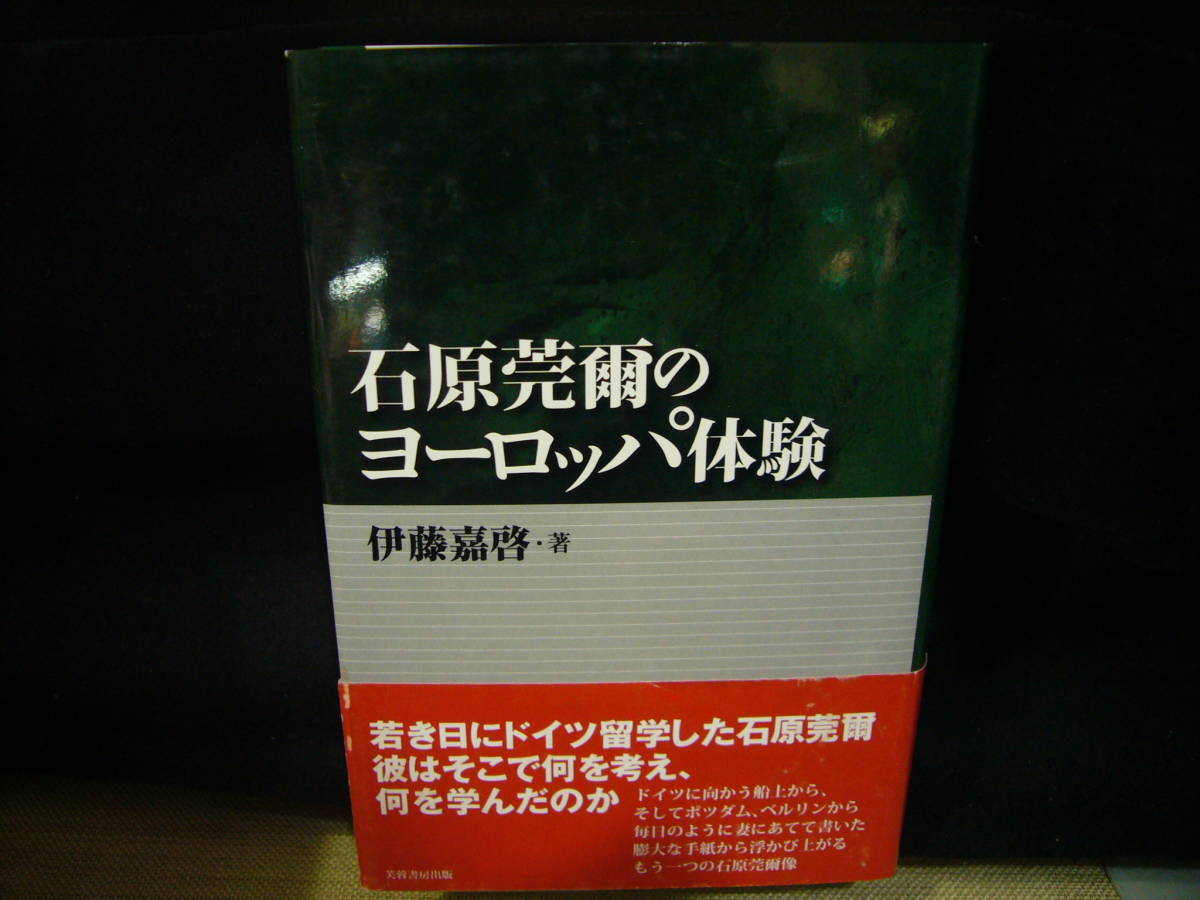 石原莞爾の
ヨーロッパ体験
伊藤嘉啓・著
若き日にドイツ留学した石原莞爾
彼はそこで何を考え、
何を学んだのか
ドイツに向かう船上から、
そしてポツダム、ベルリンから
毎日のように妻にあてて書いた
膨大な手紙から浮かび上がる
もう一つの石原莞爾像
芙蓉書房出版